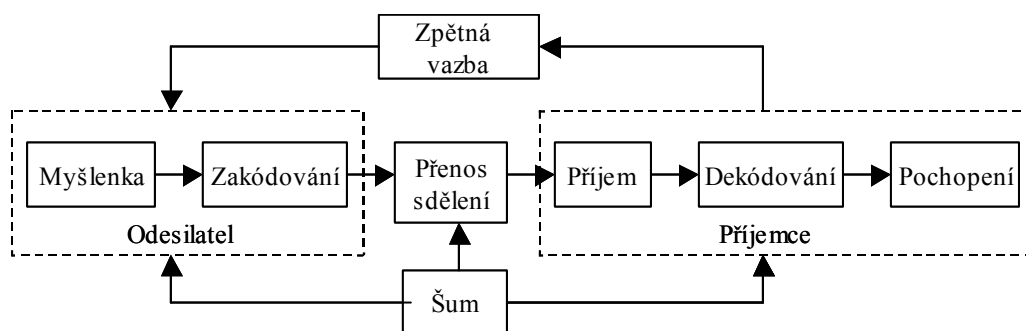 Zpětná
vazba
Myšlenka
Zakódování
Přenos
sdělení
Příjem
Dekódování
Pochopení
Odesilatel
Příjemce
Šum